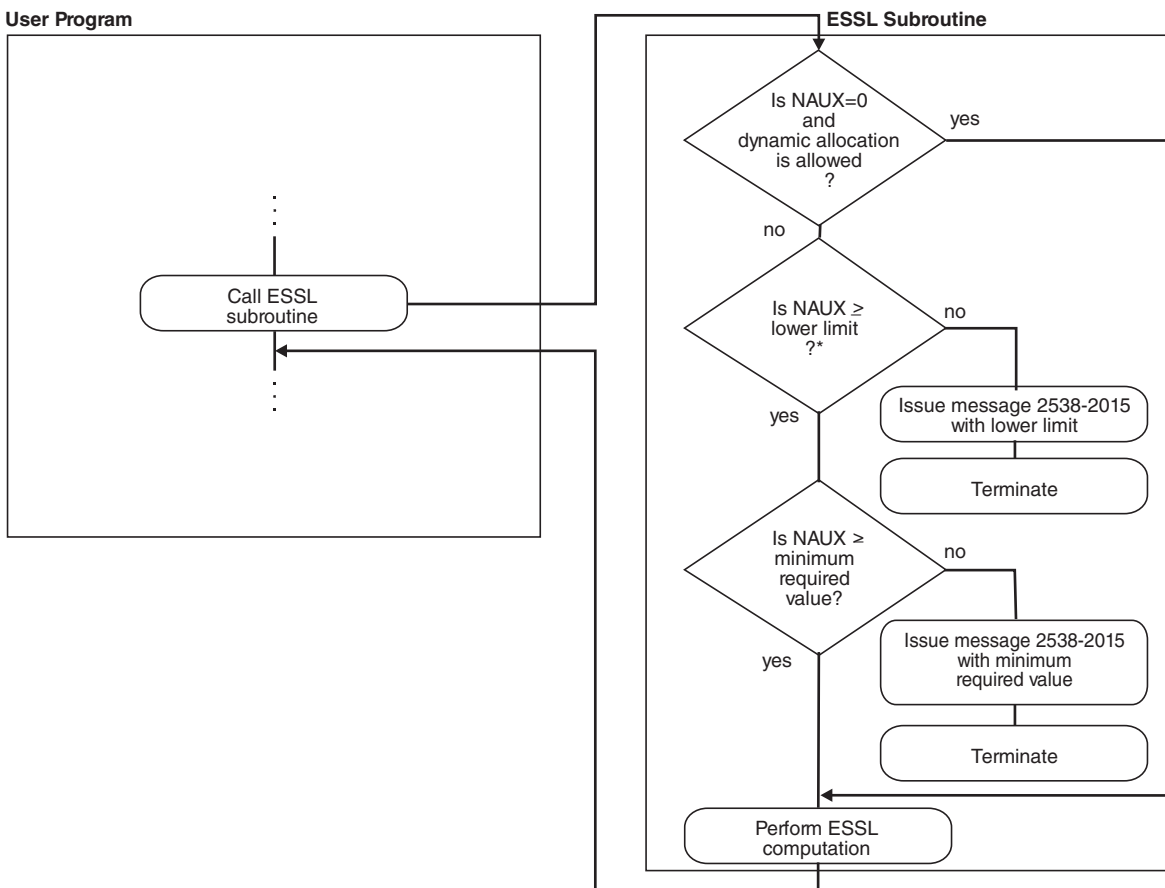 User Program
ESSL Subroutine
Is NAUX=0
and
dynamic allocation
is allowed
?
yes
no
Call ESSL
subroutine
Is NAUX ≥
lower limit
?*
no
yes
Issue message 2538-2015
with lower limit
Terminate
Is NAUX ≥
minimum
required
value?
no
yes
Issue message 2538-2015
with minimum
required value
Terminate
Perform ESSL
computation